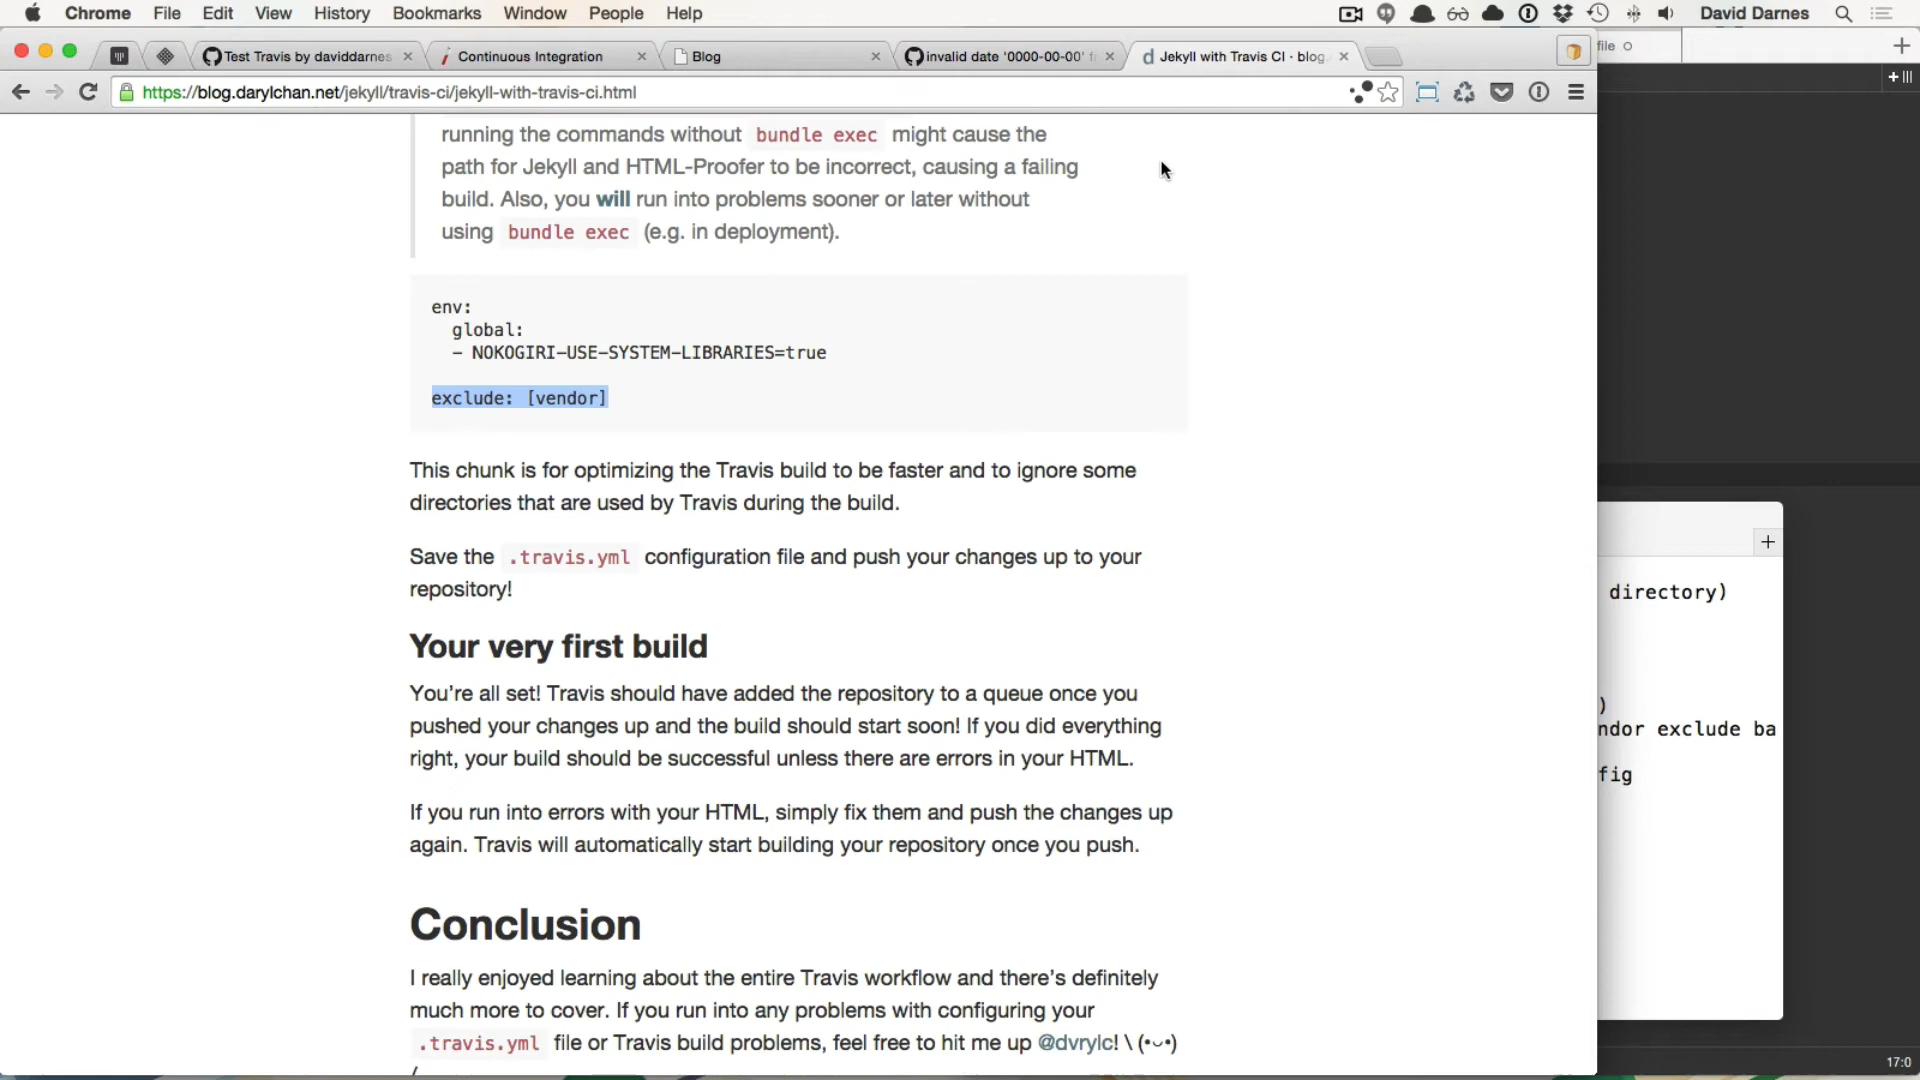 Chrome File Edit View History Bookmarks Window People Help David Darnes
Test Travis by daviddarnes
Continuous Integration
Blog
invalid date '0000-00-00' f
Jekyll with Travis CI · blog.
file
https://blog.darylchan.net/jekyll/travis-ci/jekyll-with-travis-ci.html
running the commands without bundle exec might cause the
path for Jekyll and HTML-Proofer to be incorrect, causing a failing
build. Also, you will run into problems sooner or later without
using bundle exec (e.g. in deployment).
env:
global:
- NOKOGIRI-USE-SYSTEM-LIBRARIES=true
exclude: [vendor]
This chunk is for optimizing the Travis build to be faster and to ignore some
directories that are used by Travis during the build.
Save the .travis.yml configuration file and push your changes up to your
repository!
Your very first build
You're all set! Travis should have added the repository to a queue once you
pushed your changes up and the build should start soon! If you did everything
right, your build should be successful unless there are errors in your HTML.
If you run into errors with your HTML, simply fix them and push the changes up
again. Travis will automatically start building your repository once you push.
Conclusion
I really enjoyed learning about the entire Travis workflow and there's definitely
much more to cover. If you run into any problems with configuring your
.travis.yml file or Travis build problems, feel free to hit me up @dvrylc! \ (•◡•)
/
directory)
)
ndor exclude ba
fig
17:0